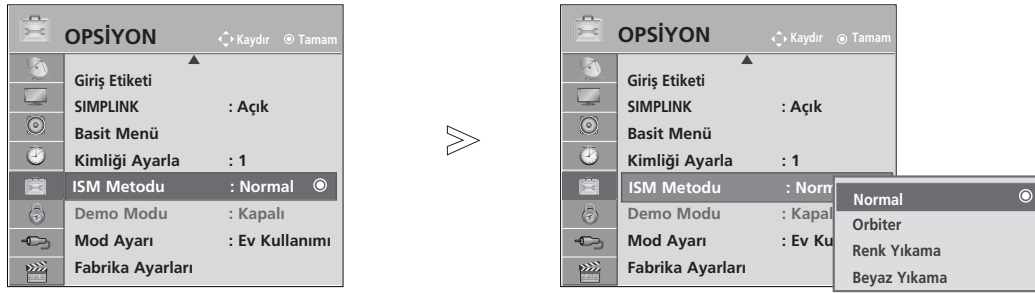 OPSİYON Kaydır Tamam
Giriş Etiketi
SIMPLINK : Açık
Basit Menü
Kimliği Ayarla : 1
ISM Metodu : Normal
Demo Modu : Kapalı
Mod Ayarı : Ev Kullanımı
Fabrika Ayarları
OPSİYON Kaydır Tamam
Giriş Etiketi
SIMPLINK : Açık
Basit Menü
Kimliği Ayarla : 1
ISM Metodu : Norm
Demo Modu : Kapal
Mod Ayarı : Ev Ku
Fabrika Ayarları
Normal
Orbiter
Renk Yıkama
Beyaz Yıkama